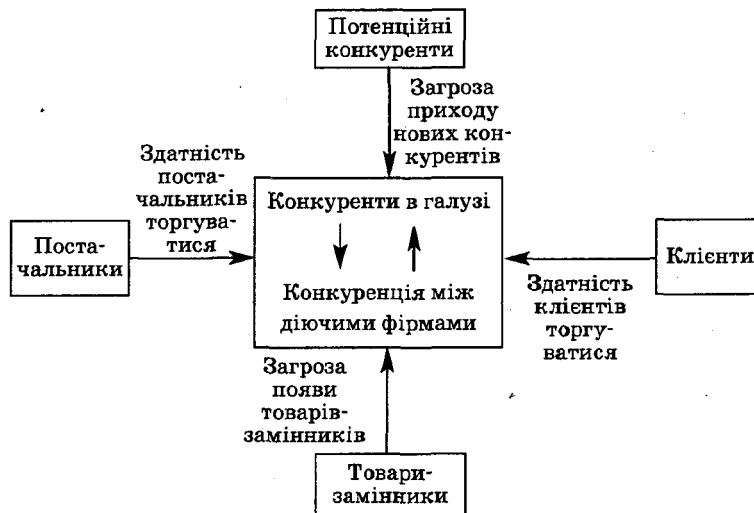 Потенційні
конкуренти
Загроза
приходу
нових кон-
курентів
Здатність
поста-
чальників
торгува-
тися
Конкуренти в галузі
Поста-
чальники
Клієнти
Конкуренція між
діючими фірмами
Здатність
клієнтів
торгу-
ватися
Загроза
появи
товарів-
замінників
Товари-
замінники